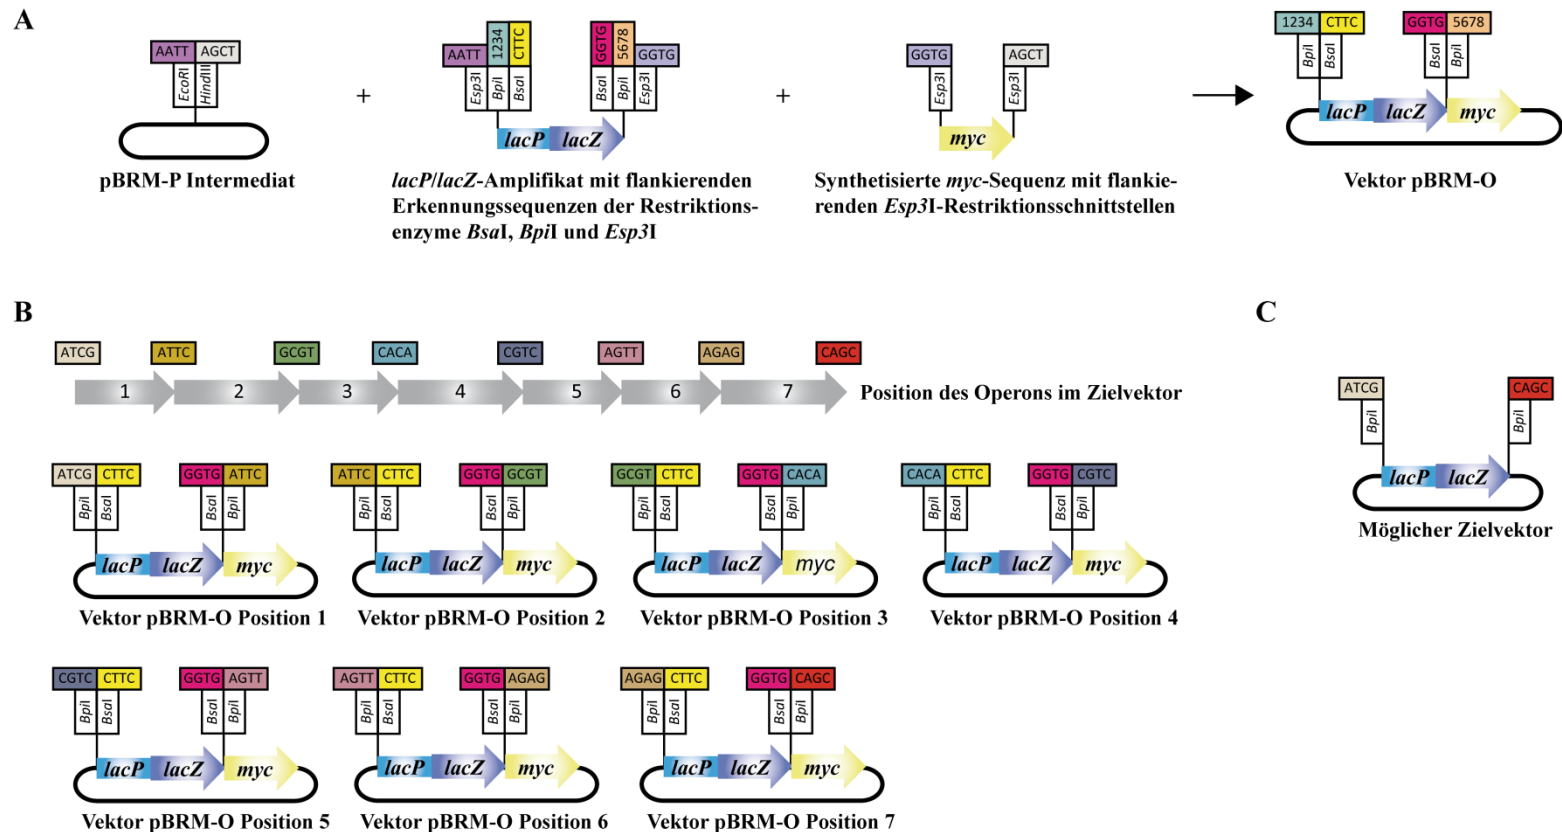 A
AATT AGCT
EcoRI HindIII
pBRM-P Intermediat
+
AATT 1234 CTTC
Esp3I BpiI BsaI
GGTG 5678 GGTG
BsaI BpiI Esp3I
lacP lacZ
lacP/lacZ-Amplifikat mit flankierenden
Erkennungssequenzen der Restriktions-
enzyme BsaI, BpiI und Esp3I
+
GGTG AGCT
Esp3I Esp3I
myc
Synthetisierte myc-Sequenz mit flankie-
renden Esp3I-Restriktionsschnittstellen
1234 CTTC GGTG 5678
BpiI BsaI BsaI BpiI
lacP lacZ myc
Vektor pBRM-O
B
ATCG ATTC GCGT CACA CGTC AGTT AGAG CAGC
1 2 3 4 5 6 7
Position des Operons im Zielvektor
ATCG CTTC GGTG ATTC
BpiI BsaI BsaI BpiI
lacP lacZ myc
Vektor pBRM-O Position 1
ATTC CTTC GGTG GCGT
BpiI BsaI BsaI BpiI
lacP lacZ myc
Vektor pBRM-O Position 2
GCGT CTTC GGTG CACA
BpiI BsaI BsaI BpiI
lacP lacZ myc
Vektor pBRM-O Position 3
CACA CTTC GGTG CGTC
BpiI BsaI BsaI BpiI
lacP lacZ myc
Vektor pBRM-O Position 4
CGTC CTTC GGTG AGTT
BpiI BsaI BsaI BpiI
lacP lacZ myc
Vektor pBRM-O Position 5
AGTT CTTC GGTG AGAG
BpiI BsaI BsaI BpiI
lacP lacZ myc
Vektor pBRM-O Position 6
AGAG CTTC GGTG CAGC
BpiI BsaI BsaI BpiI
lacP lacZ myc
Vektor pBRM-O Position 7
C
ATCG CAGC
BpiI BpiI
lacP lacZ
Möglicher Zielvektor